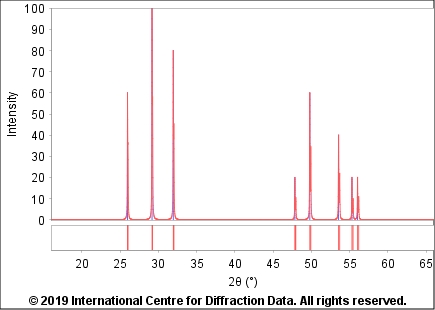 100
90
80
70
60
50
40
30
20
10
0
Intensity
20 25 30 35 40 45 50 55 60 65
2θ (°)
© 2019 International Centre for Diffraction Data. All rights reserved.